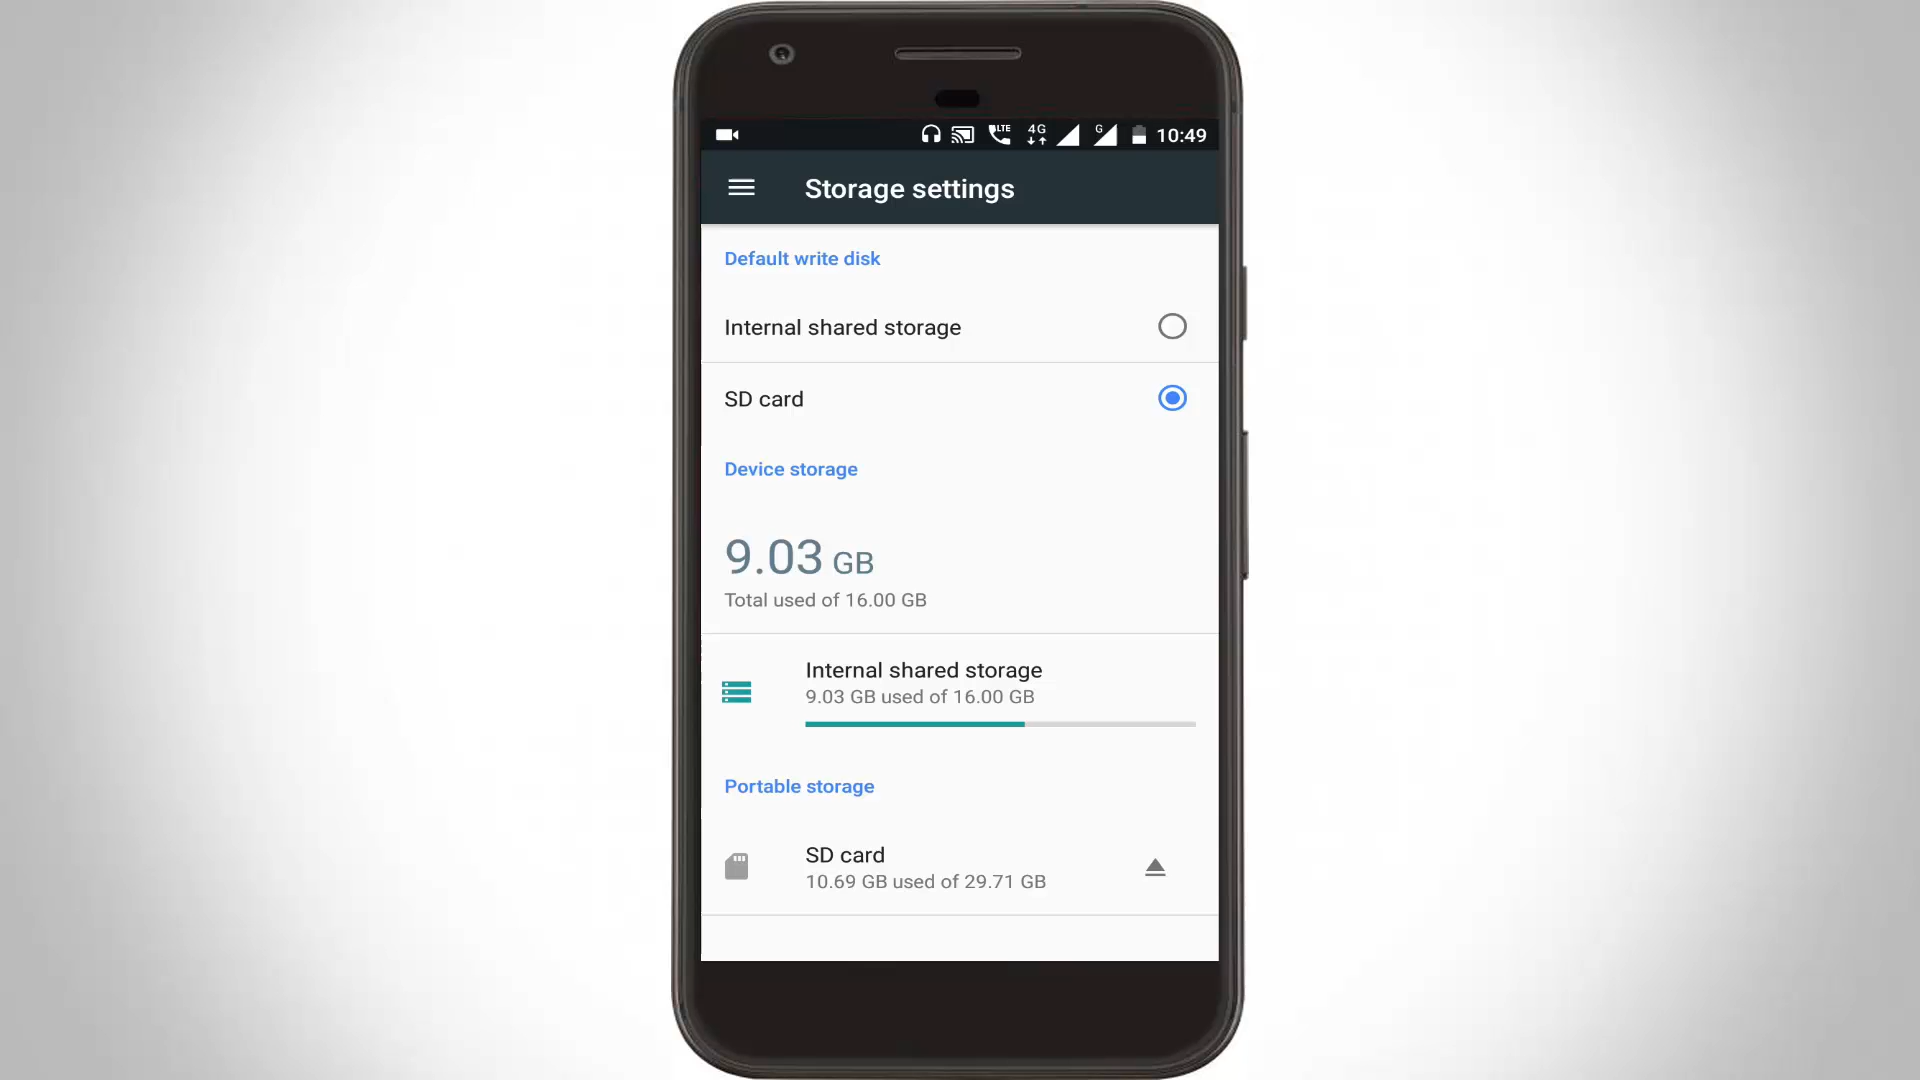 LTE 4G G 10:49
Storage settings
Default write disk
Internal shared storage
SD card
Device storage
9.03 GB
Total used of 16.00 GB
Internal shared storage
9.03 GB used of 16.00 GB
Portable storage
SD card
10.69 GB used of 29.71 GB